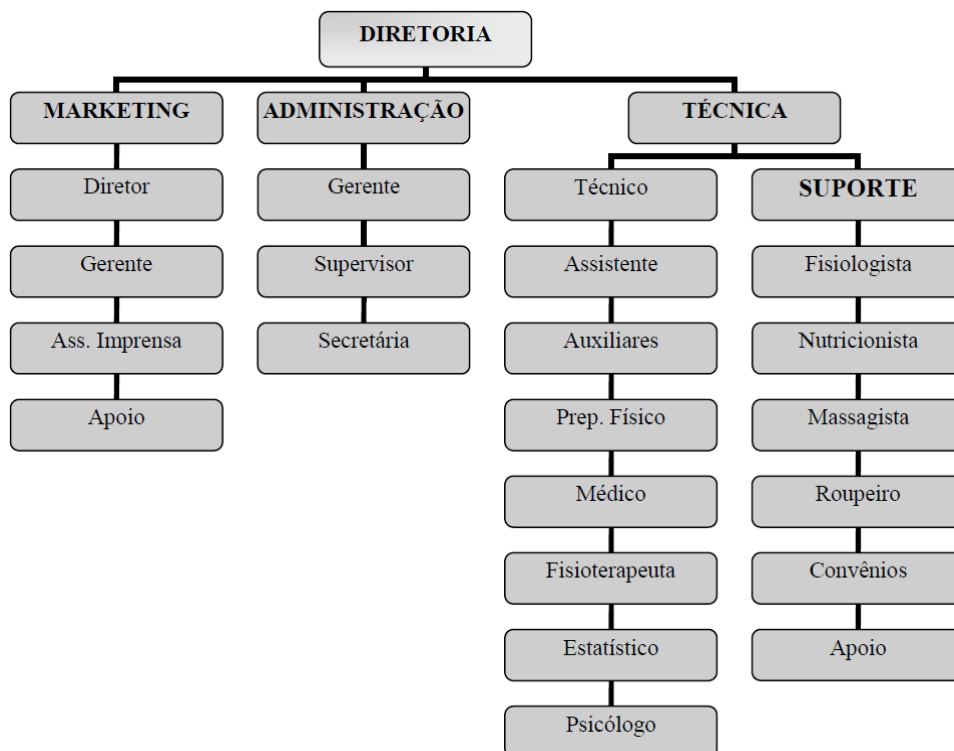 DIRETORIA
MARKETING
ADMINISTRAÇÃO
TÉCNICA
Diretor
Gerente
Técnico
SUPORTE
Gerente
Supervisor
Assistente
Fisiologista
Ass. Imprensa
Secretária
Auxiliares
Nutricionista
Apoio
Prep. Físico
Massagista
Médico
Roupeiro
Fisioterapeuta
Convênios
Estatístico
Apoio
Psicólogo